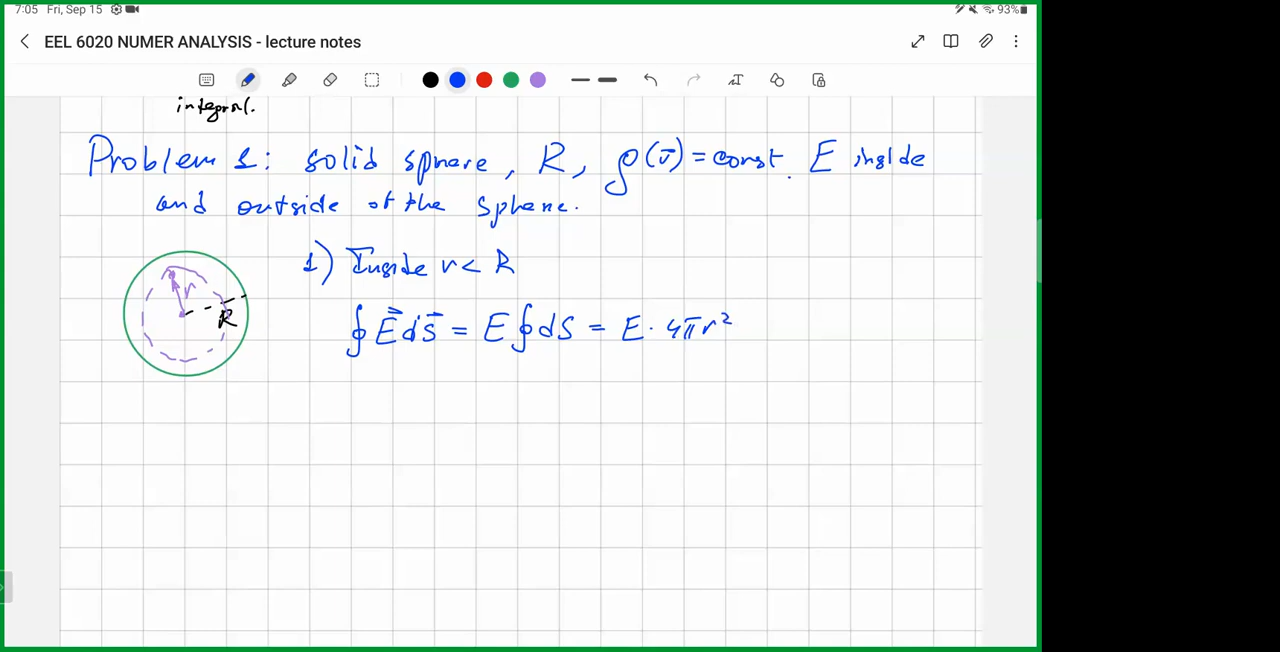 7:05 Fri, Sep 15 93%
EEL 6020 NUMER ANALYSIS - lecture notes
integral.
Problem 1: solid sphere, R, ρ(r̄) = const. E inside
and outside of the sphere.
1) Inside r < R
r
R
∮ E⃗ dS⃗ = E ∮ dS = E · 4πr²